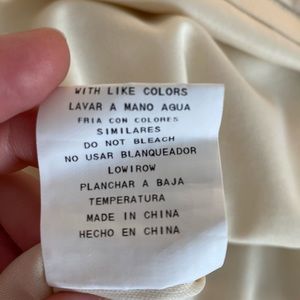 WITH LIKE COLORS
LAVAR A MANO AGUA
FRIA CON COLORES
SIMILARES
DO NOT BLEACH
NO USAR BLANQUEADOR
LOWIROW
PLANCHAR A BAJA
TEMPERATURA
MADE IN CHINA
HECHO EN CHINA